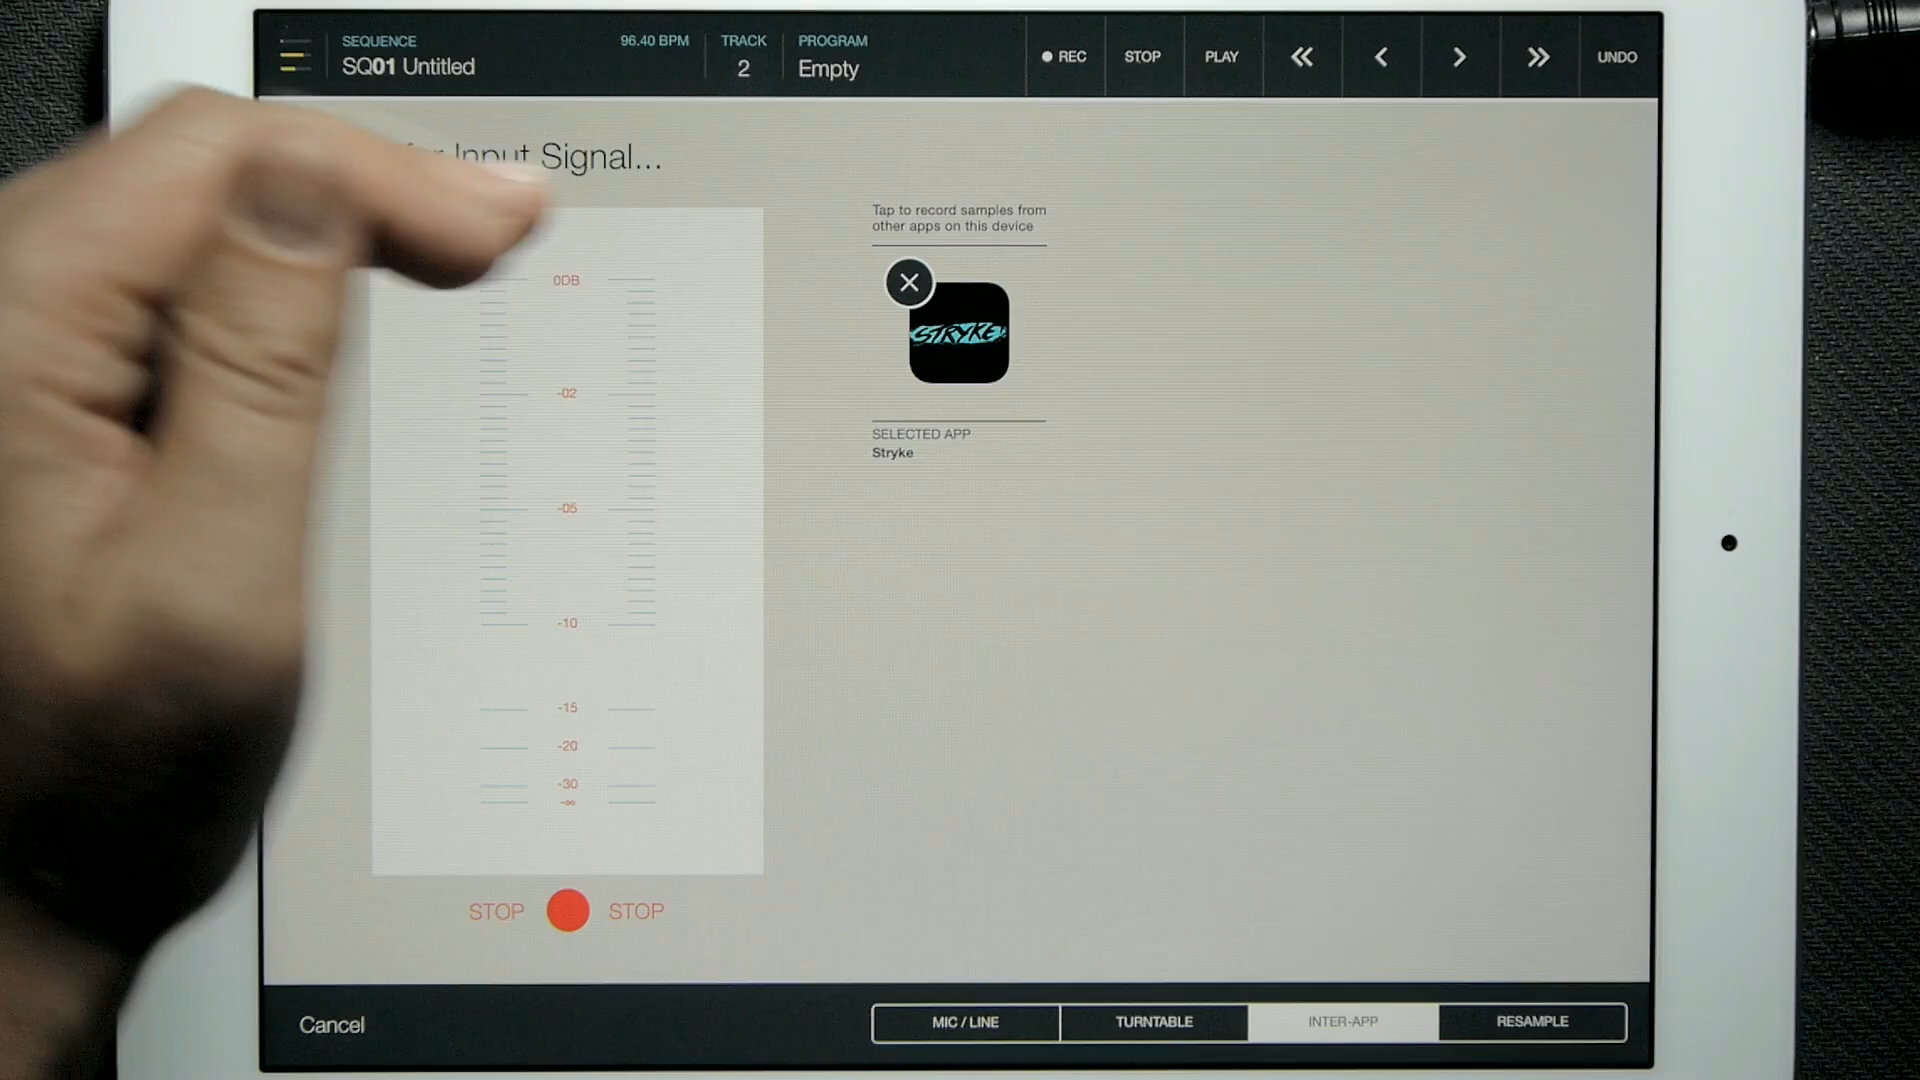 SEQUENCE
SQ01 Untitled
96.40 BPM
TRACK
2
PROGRAM
Empty
REC
STOP
PLAY
UNDO
for Input Signal...
0DB
-02
-05
-10
-15
-20
-30
-∞
STOP STOP
Tap to record samples from
other apps on this device
STRYKE
SELECTED APP
Stryke
Cancel
MIC / LINE
TURNTABLE
INTER-APP
RESAMPLE